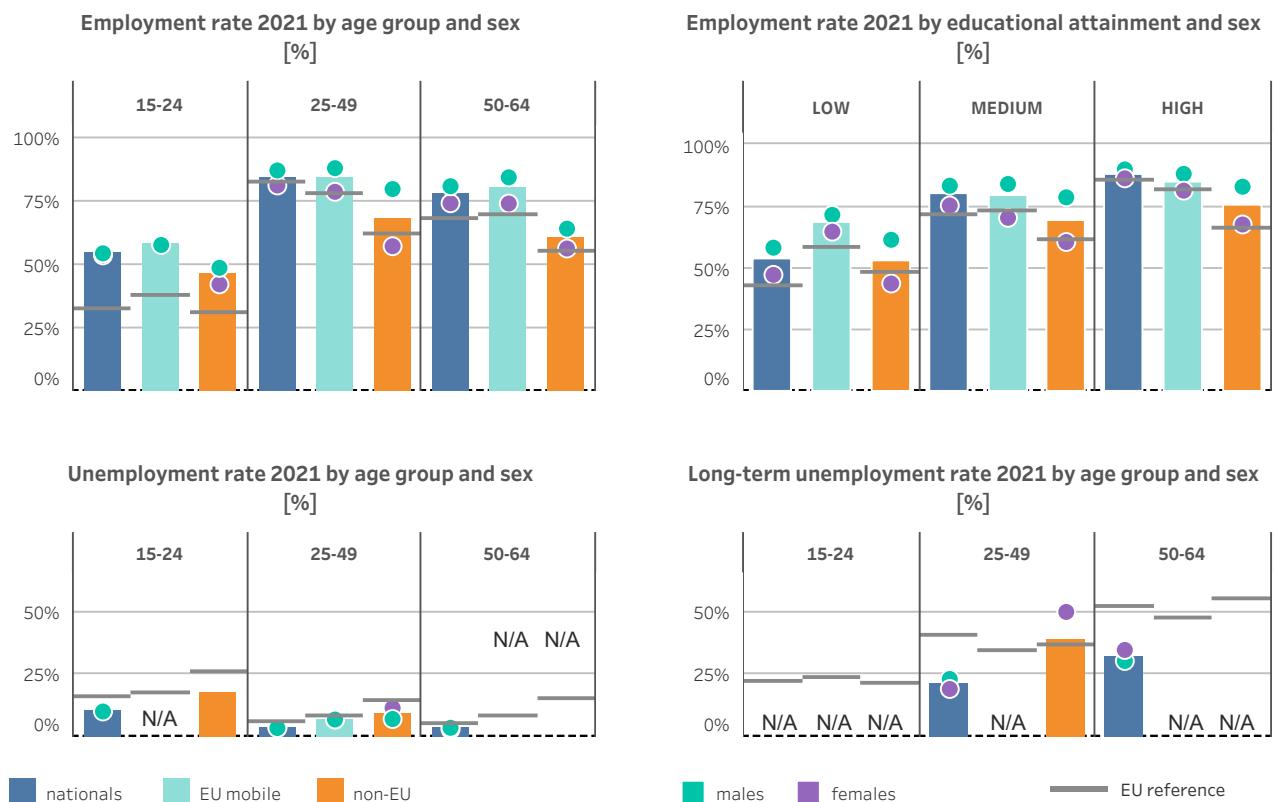 Employment rate 2021 by age group and sex
[%]
15-24
25-49
50-64
100%
75%
50%
25%
0%
Employment rate 2021 by educational attainment and sex
[%]
LOW
MEDIUM
HIGH
100%
75%
50%
25%
0%
Unemployment rate 2021 by age group and sex
[%]
15-24
25-49
50-64
50%
N/A N/A
25%
0%
N/A
Long-term unemployment rate 2021 by age group and sex
[%]
15-24
25-49
50-64
50%
25%
0%
N/A N/A N/A
N/A
N/A N/A
nationals
EU mobile
non-EU
males
females
EU reference